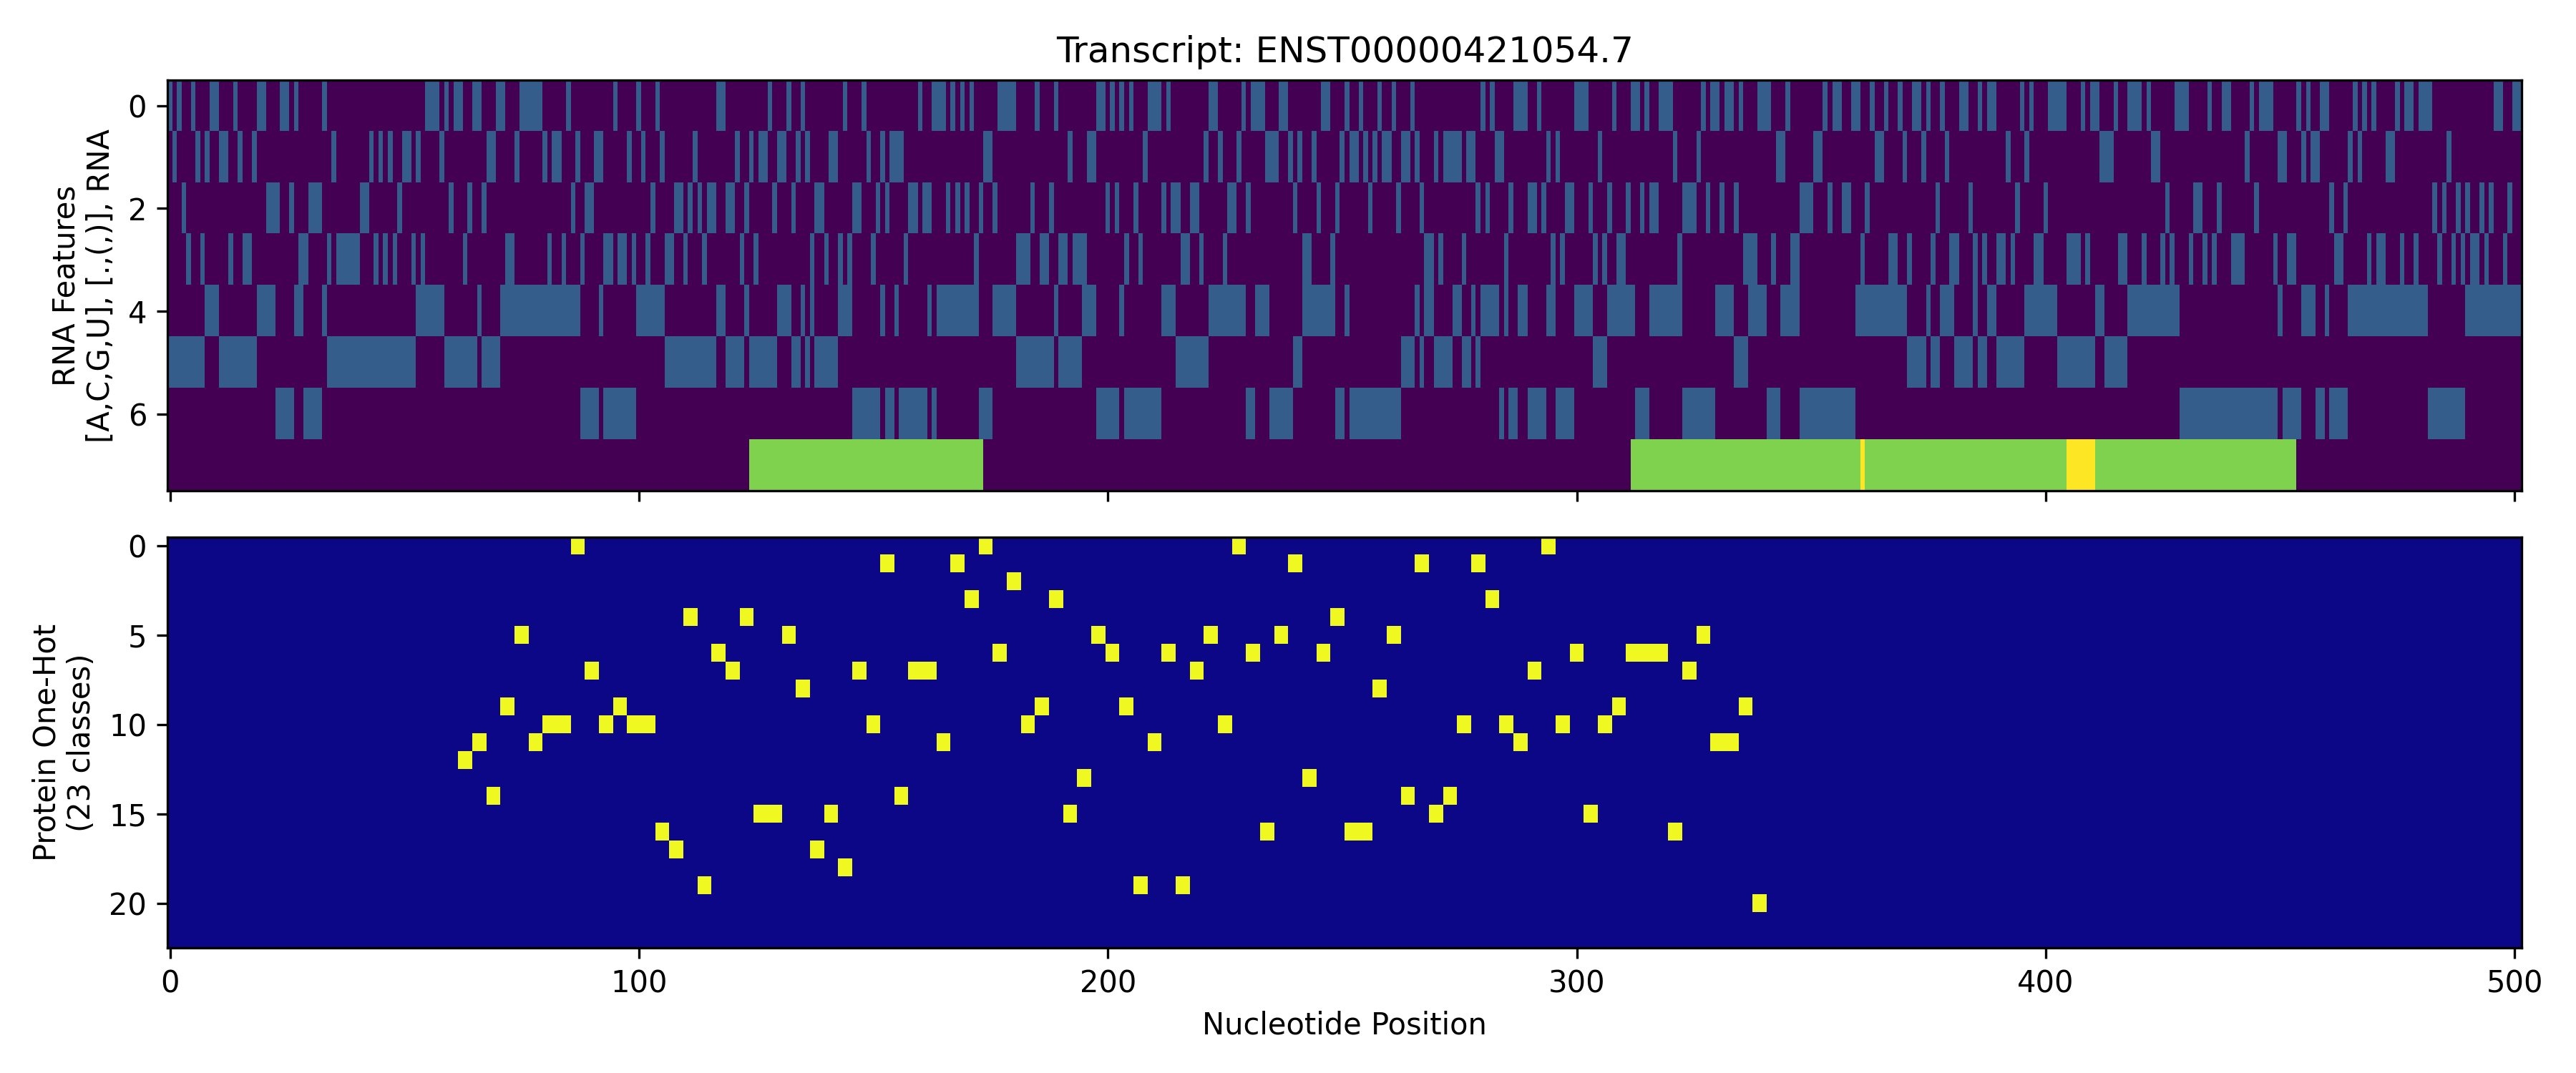 Transcript: ENST00000421054.7
RNA Features
[A,C,G,U], [.,(,)], RNA
0
2
4
6
Protein One-Hot
(23 classes)
0
5
10
15
20
0
100
200
300
400
500
Nucleotide Position